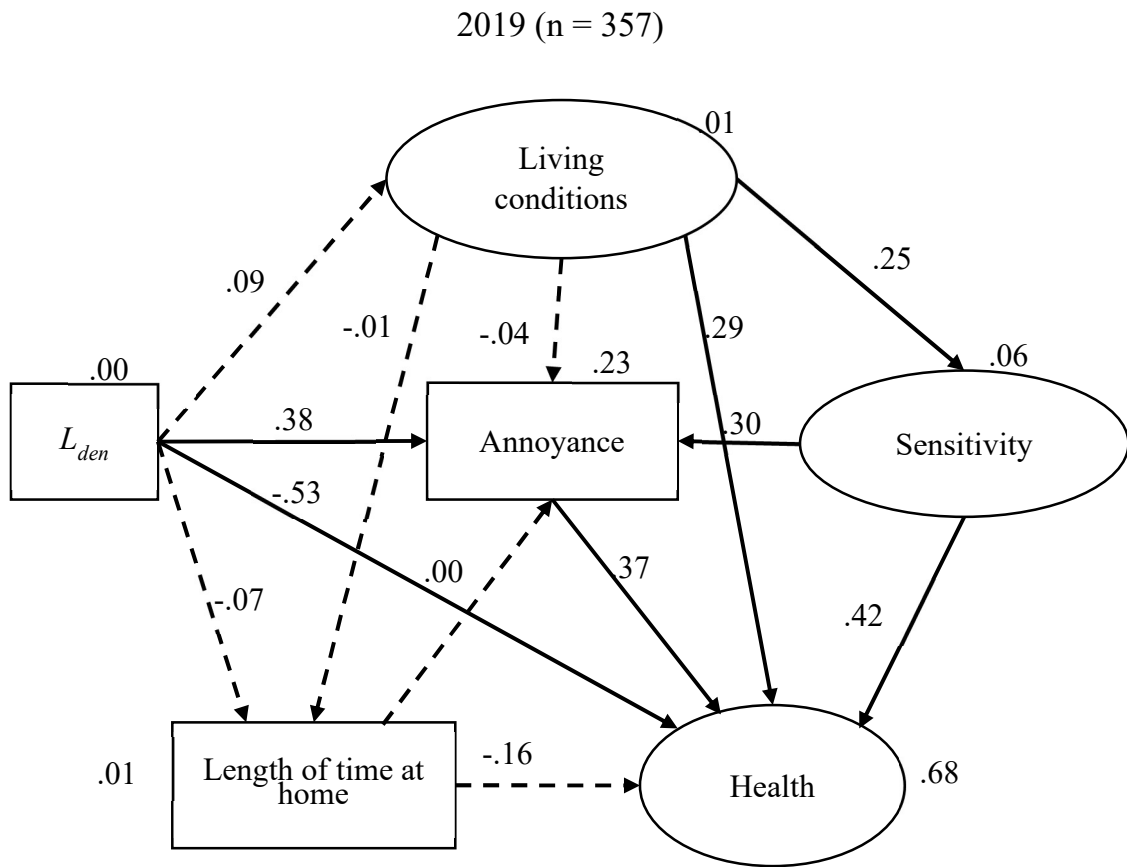 2019 (n = 357)
.01
Living
conditions
.25
.09
-.01
-.04
.29
.00
.23
.06
L_den
.38
Annoyance
.30
Sensitivity
-.53
.00
.37
-.07
.42
.01
Length of time at
home
-.16
Health
.68